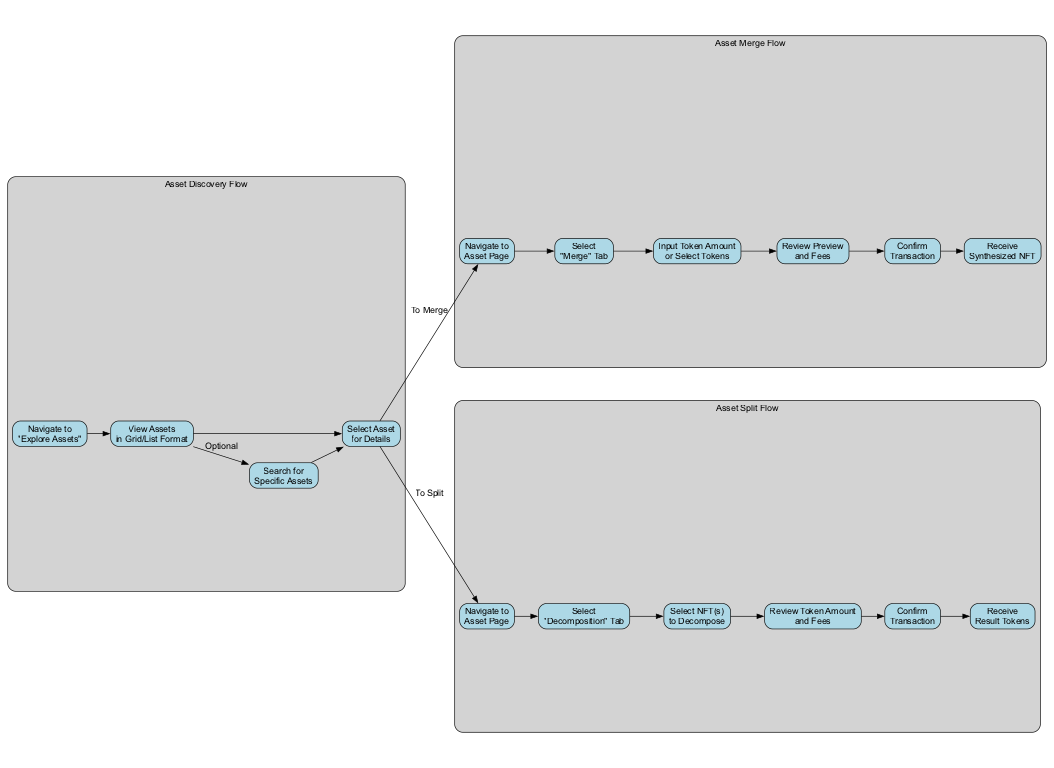 Asset Merge Flow
Navigate to
Asset Page
Select
"Merge" Tab
Input Token Amount
or Select Tokens
Review Preview
and Fees
Confirm
Transaction
Receive
Synthesized NFT
Asset Discovery Flow
Navigate to
"Explore Assets"
View Assets
in Grid/List Format
Optional
Search for
Specific Assets
Select Asset
for Details
To Merge
To Split
Asset Split Flow
Navigate to
Asset Page
Select
"Decomposition" Tab
Select NFT(s)
to Decompose
Review Token Amount
and Fees
Confirm
Transaction
Receive
Result Tokens